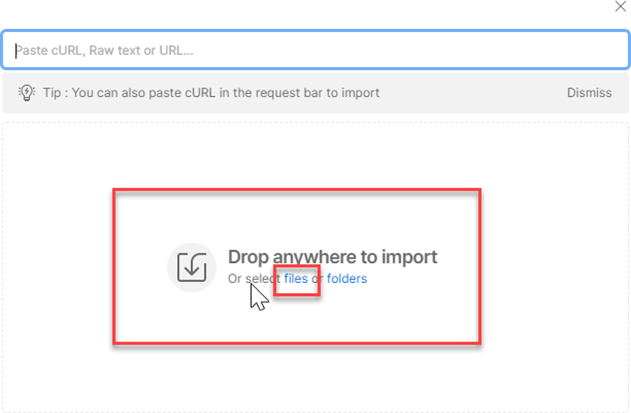 Paste cURL, Raw text or URL...
Tip : You can also paste cURL in the request bar to import
Dismiss
Drop anywhere to import
Or select files or folders